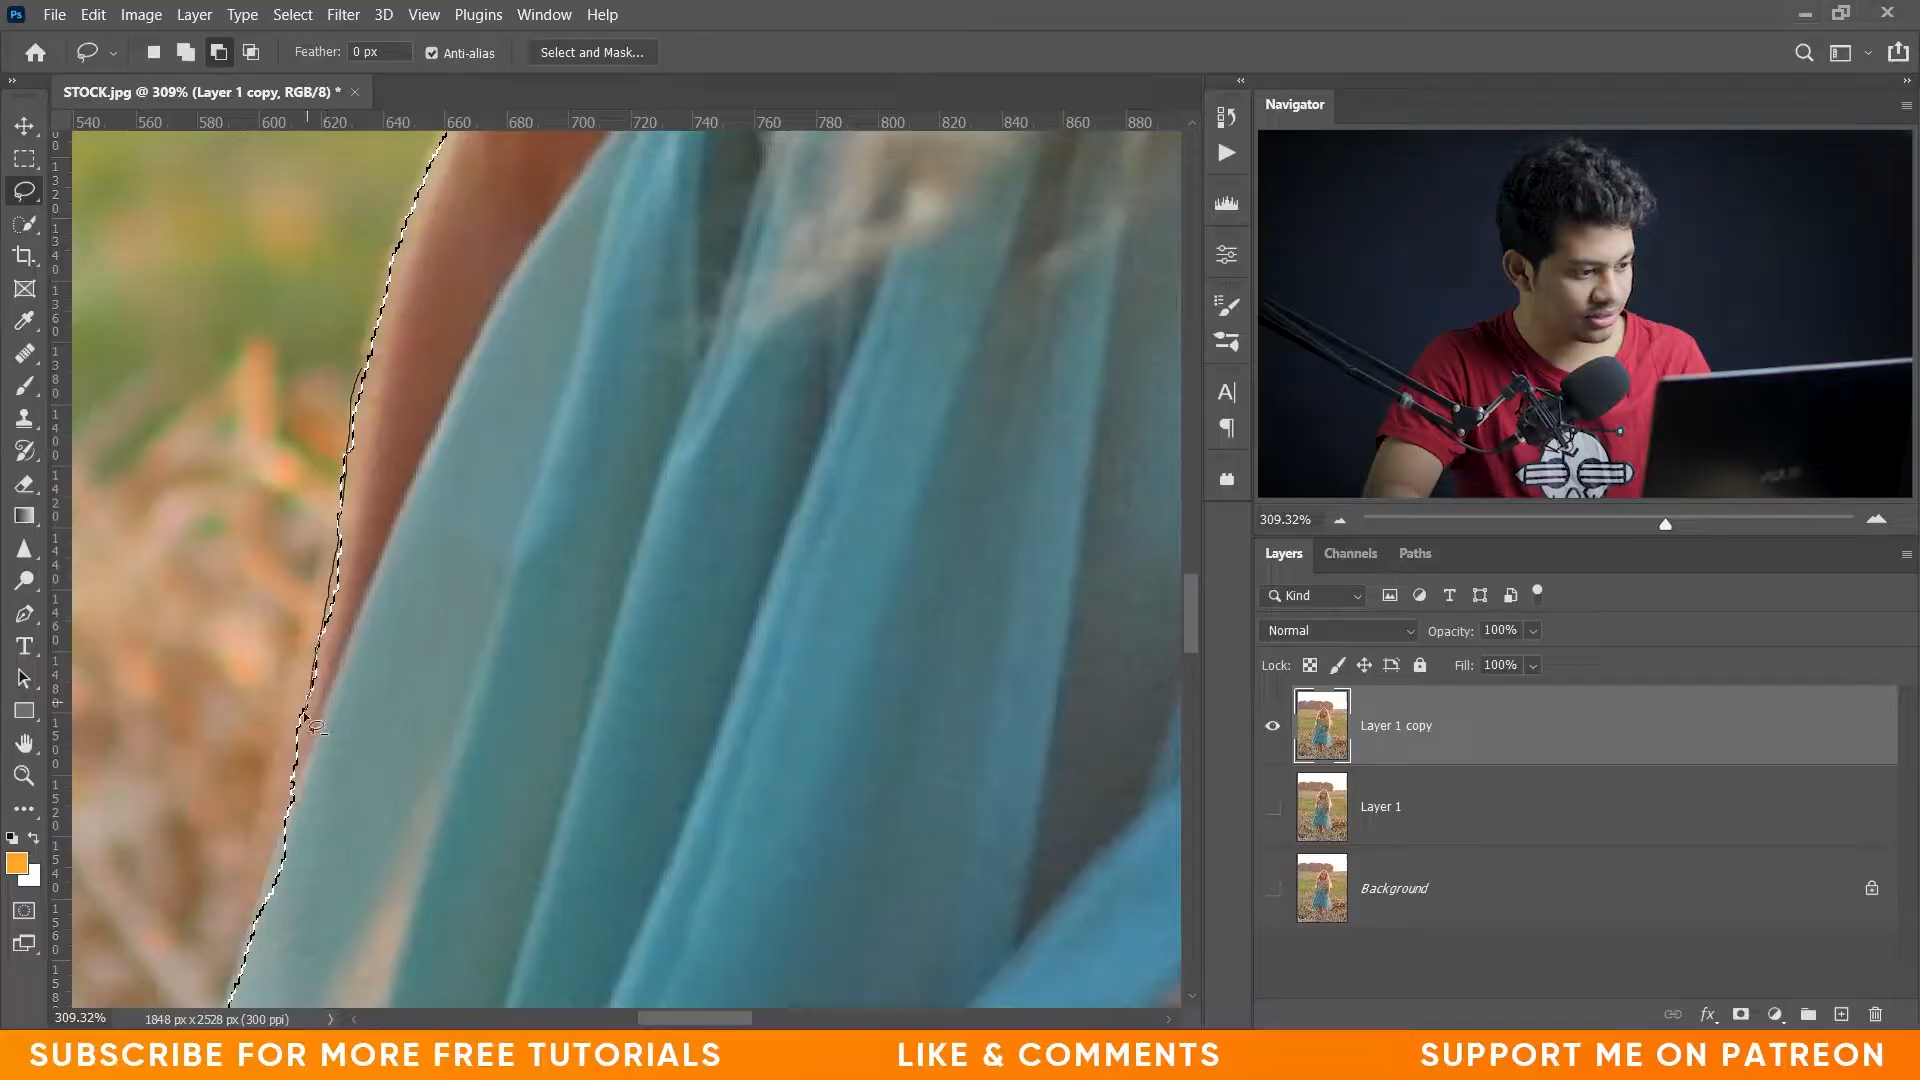 Ps File Edit Image Layer Type Select Filter 3D View Plugins Window Help
Feather: 0 px Anti-alias Select and Mask...
STOCK.jpg @ 309% (Layer 1 copy, RGB/8) *
540 560 580 600 620 640 660 680 700 720 740 760 780 800 820 840 860 880
Navigator
309.32%
Layers Channels Paths
Kind
Normal Opacity: 100%
Lock: Fill: 100%
Layer 1 copy
Layer 1
Background
309.32% 1848 px x 2528 px (300 ppi)
SUBSCRIBE FOR MORE FREE TUTORIALS LIKE & COMMENTS SUPPORT ME ON PATREON